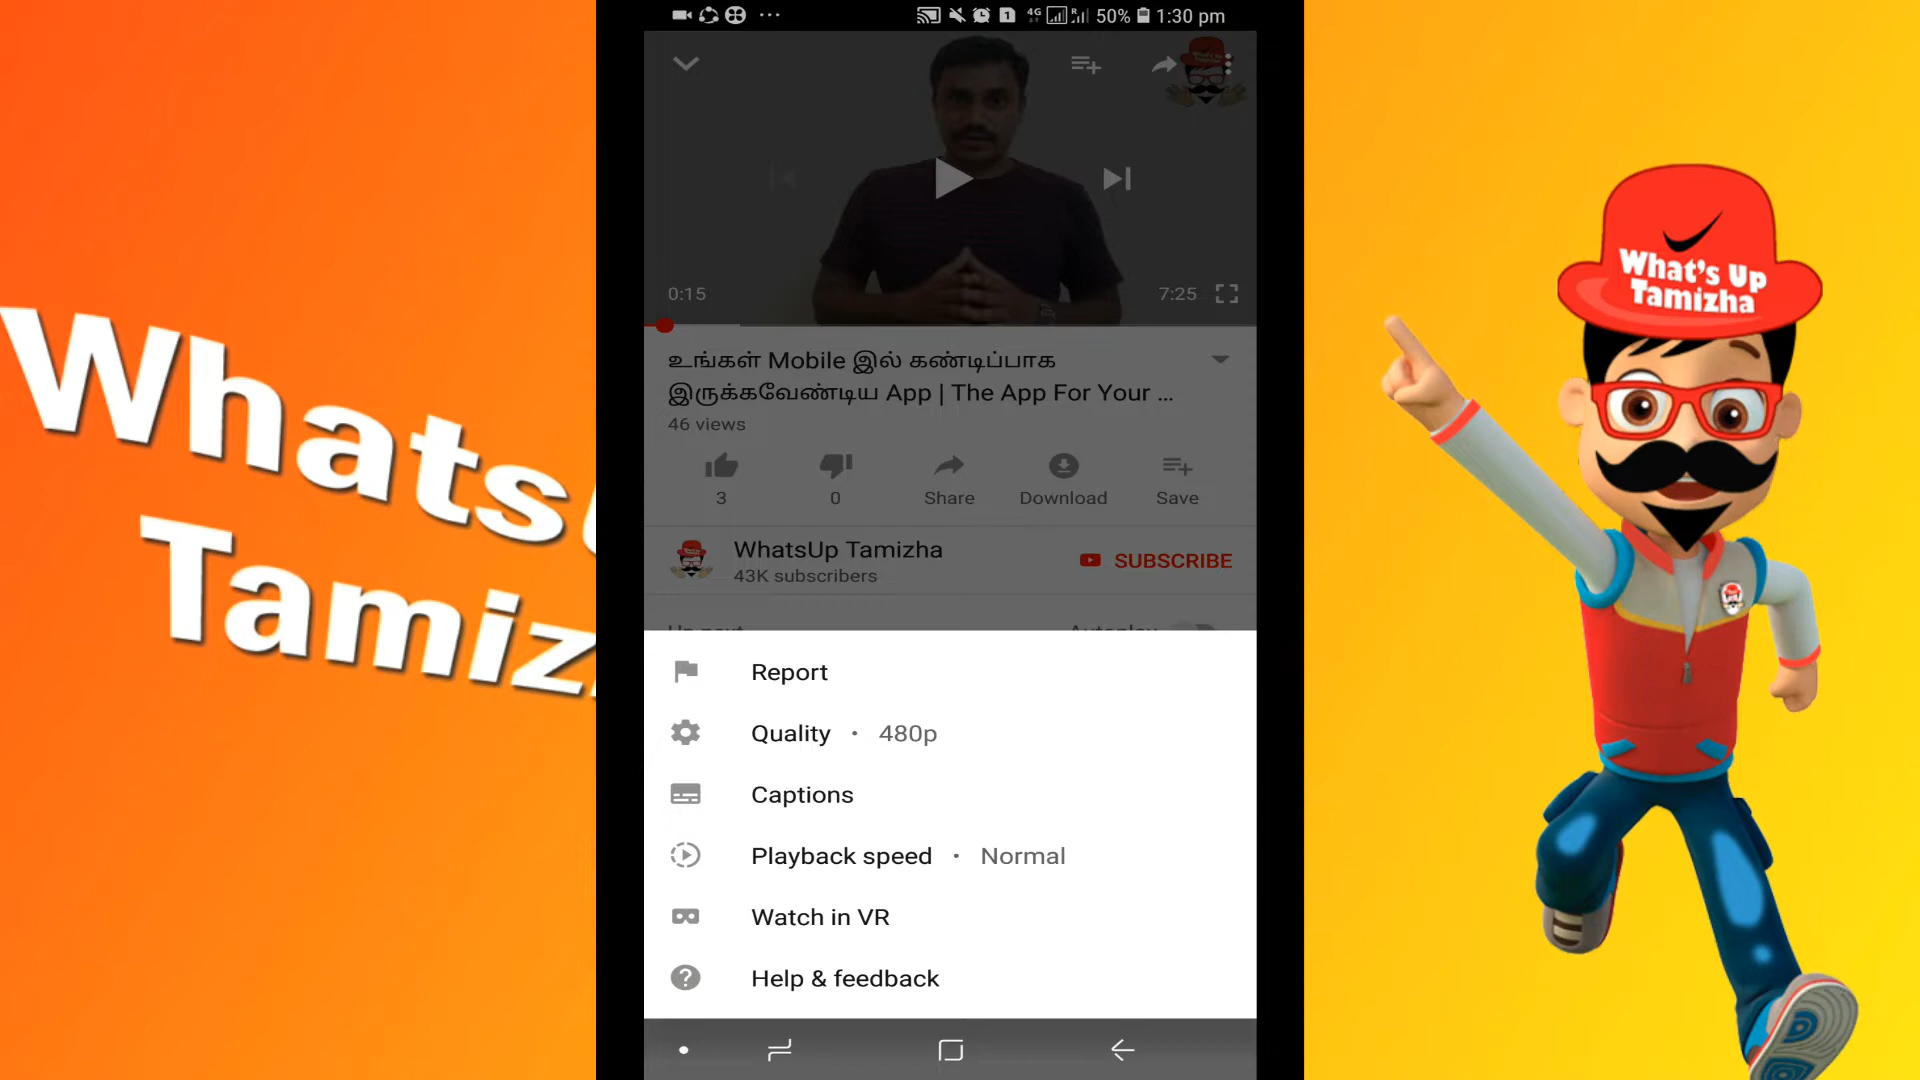 50% 1:30 pm
0:15
7:25
உங்கள் Mobile இல் கண்டிப்பாக
இருக்கவேண்டிய App | The App For Your ...
46 views
3
0
Share
Download
Save
WhatsUp Tamizha
43K subscribers
SUBSCRIBE
Report
Quality • 480p
Captions
Playback speed • Normal
Watch in VR
Help & feedback
What's Up
Tamizha